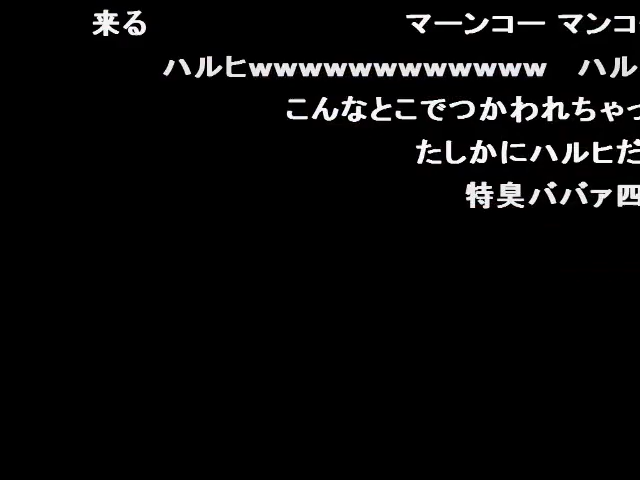 来る マーンコー マンコー
ハルヒwwwwwwwwwwwww ハル
こんなとこでつかわれちゃっ
たしかにハルヒだ
特臭ババァ四